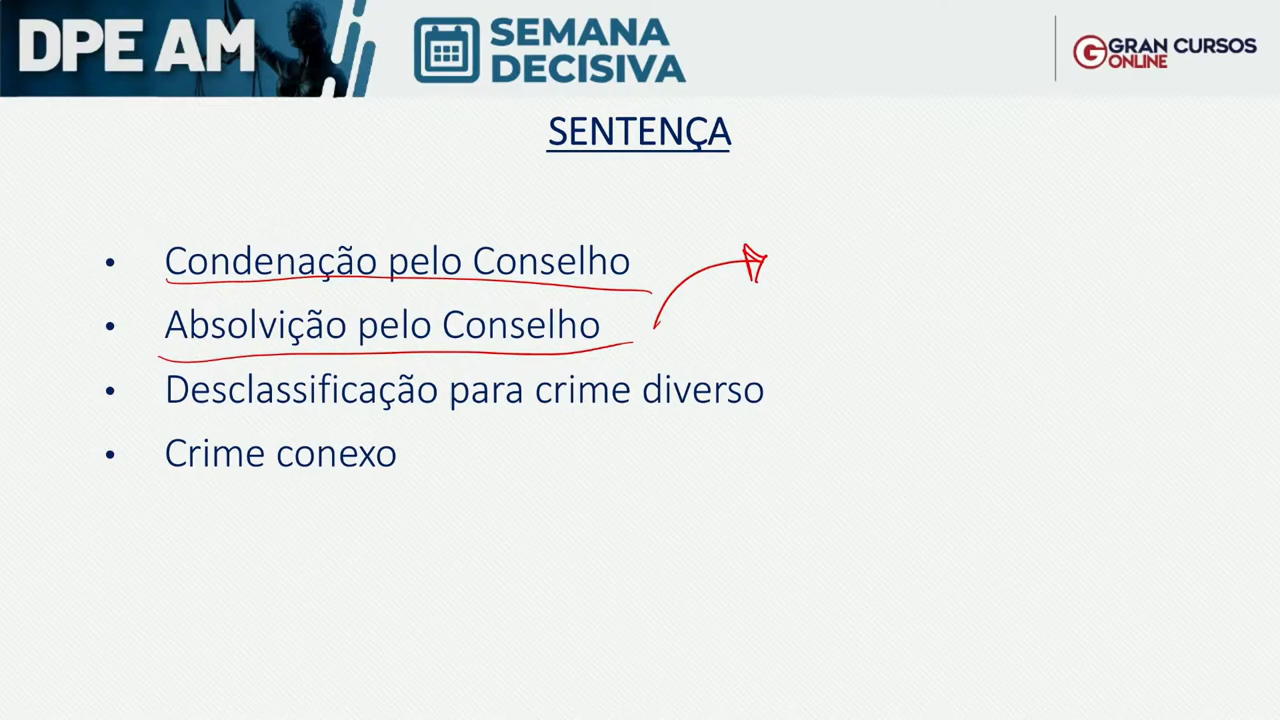 DPE AM
SEMANA
DECISIVA
GRAN CURSOS
ONLINE
SENTENÇA
• Condenação pelo Conselho
• Absolvição pelo Conselho
• Desclassificação para crime diverso
• Crime conexo